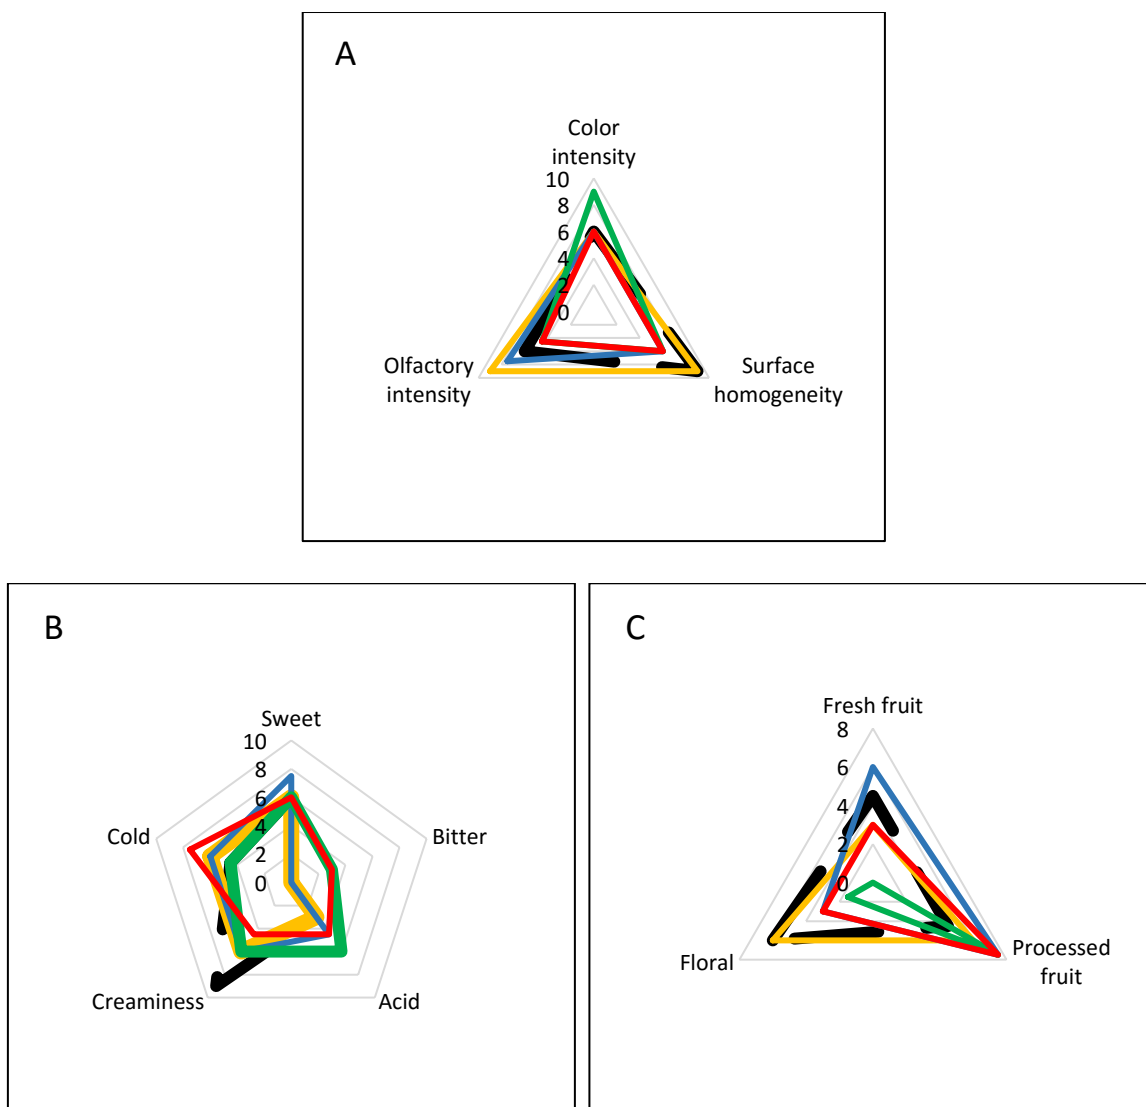 A
Color
intensity
10
8
6
4
2
0
Olfactory
intensity
Surface
homogeneity
B
Sweet
10
8
6
4
2
0
Cold
Bitter
Creaminess
Acid
C
Fresh fruit
8
6
4
2
0
Floral
Processed
fruit